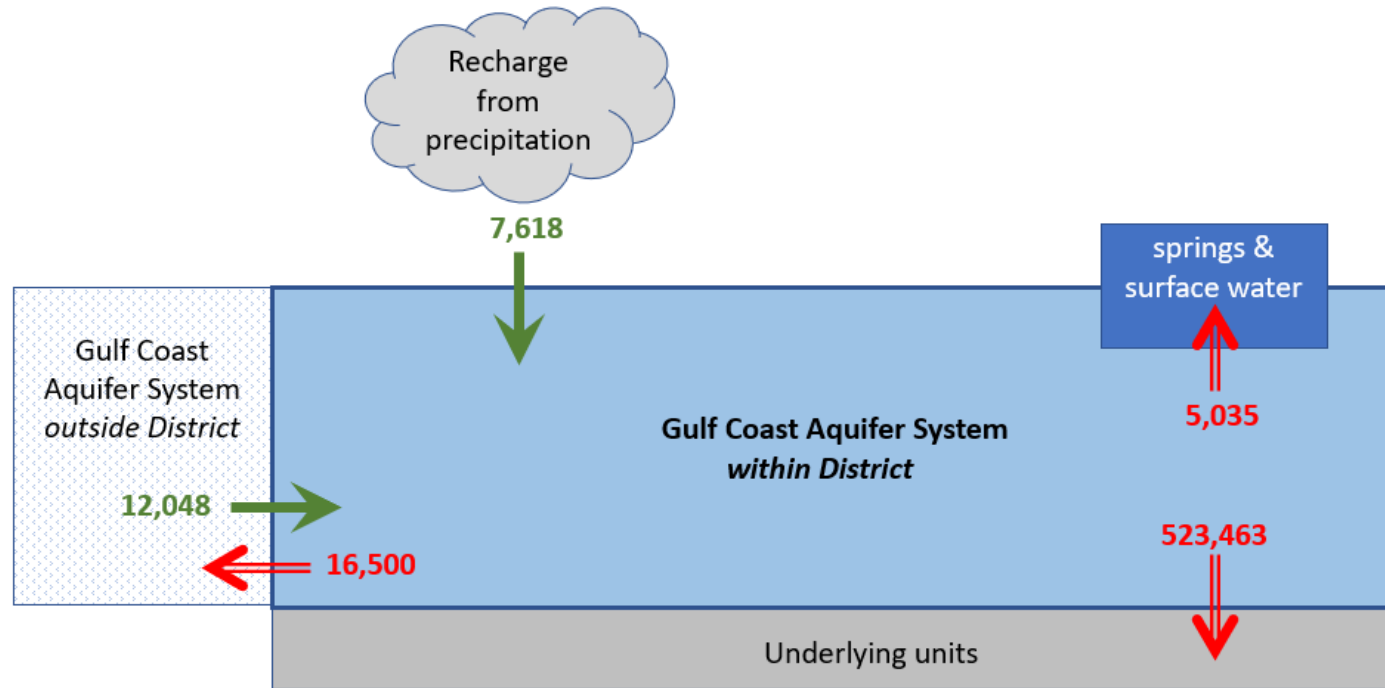 Recharge
from
precipitation
7,618
springs &
surface water
Gulf Coast
Aquifer System
outside District
Gulf Coast Aquifer System
within District
5,035
12,048
16,500
523,463
Underlying units